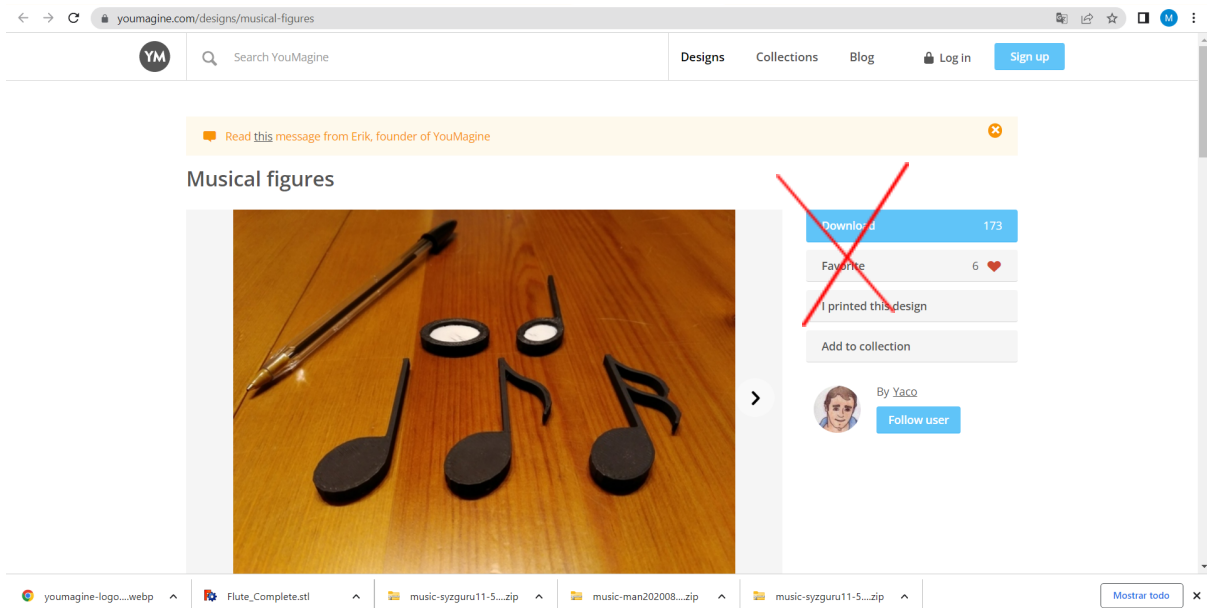 youmagine.com/designs/musical-figures
M
YM
Search YouMagine
Designs
Collections
Blog
Log in
Sign up
Read this message from Erik, founder of YouMagine
Musical figures
Download 173
Favorite 6
I printed this design
Add to collection
By Yaco
Follow user
youmagine-logo....webp
Flute_Complete.stl
music-syzguru11-5....zip
music-man202008....zip
music-syzguru11-5....zip
Mostrar todo